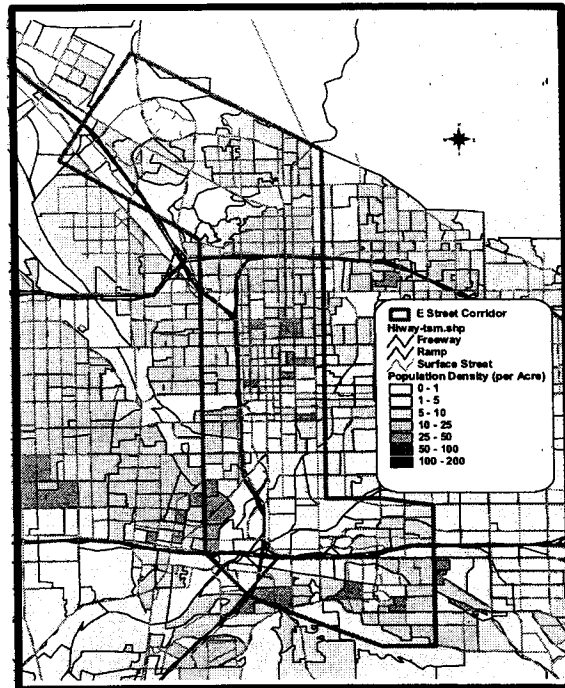 E Street Corridor
Hiway-tsm.shp
Freeway
Ramp
Surface Street
Population Density (per Acre)
0 - 1
1 - 5
5 - 10
10 - 25
25 - 50
50 - 100
100 - 200